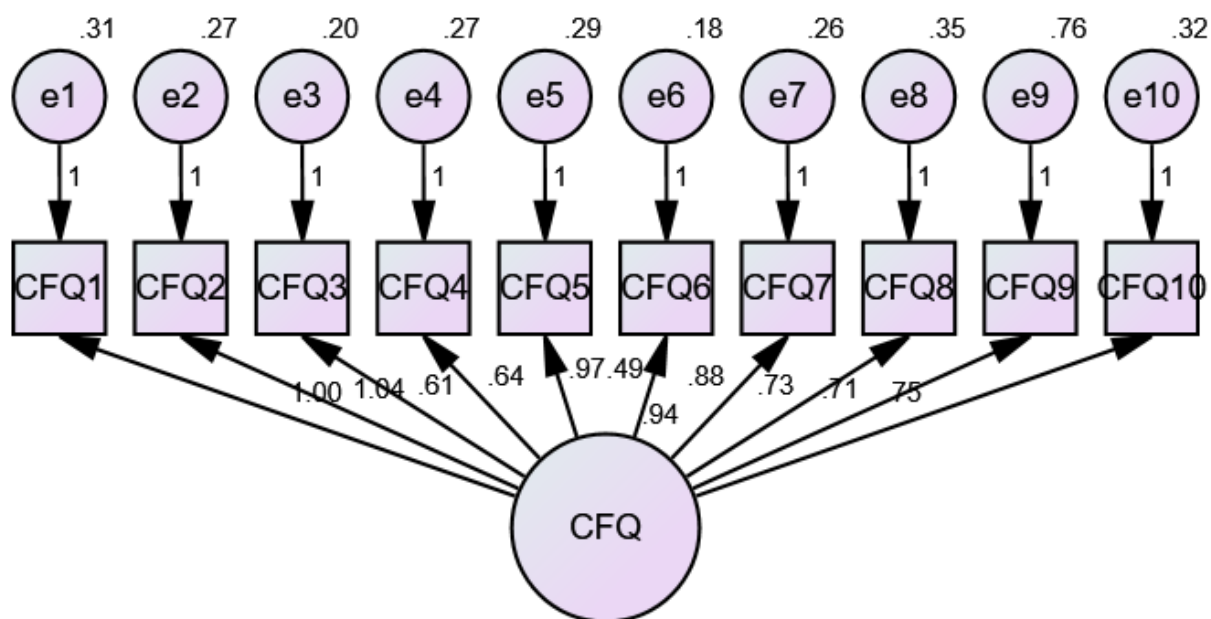 .31 .27 .20 .27 .29 .18 .26 .35 .76 .32
e1 e2 e3 e4 e5 e6 e7 e8 e9 e10
1 1 1 1 1 1 1 1 1 1
CFQ1 CFQ2 CFQ3 CFQ4 CFQ5 CFQ6 CFQ7 CFQ8 CFQ9 CFQ10
1.00 1.04 .61 .64 .97 .49 .88 .73 .71 .75
.94
CFQ